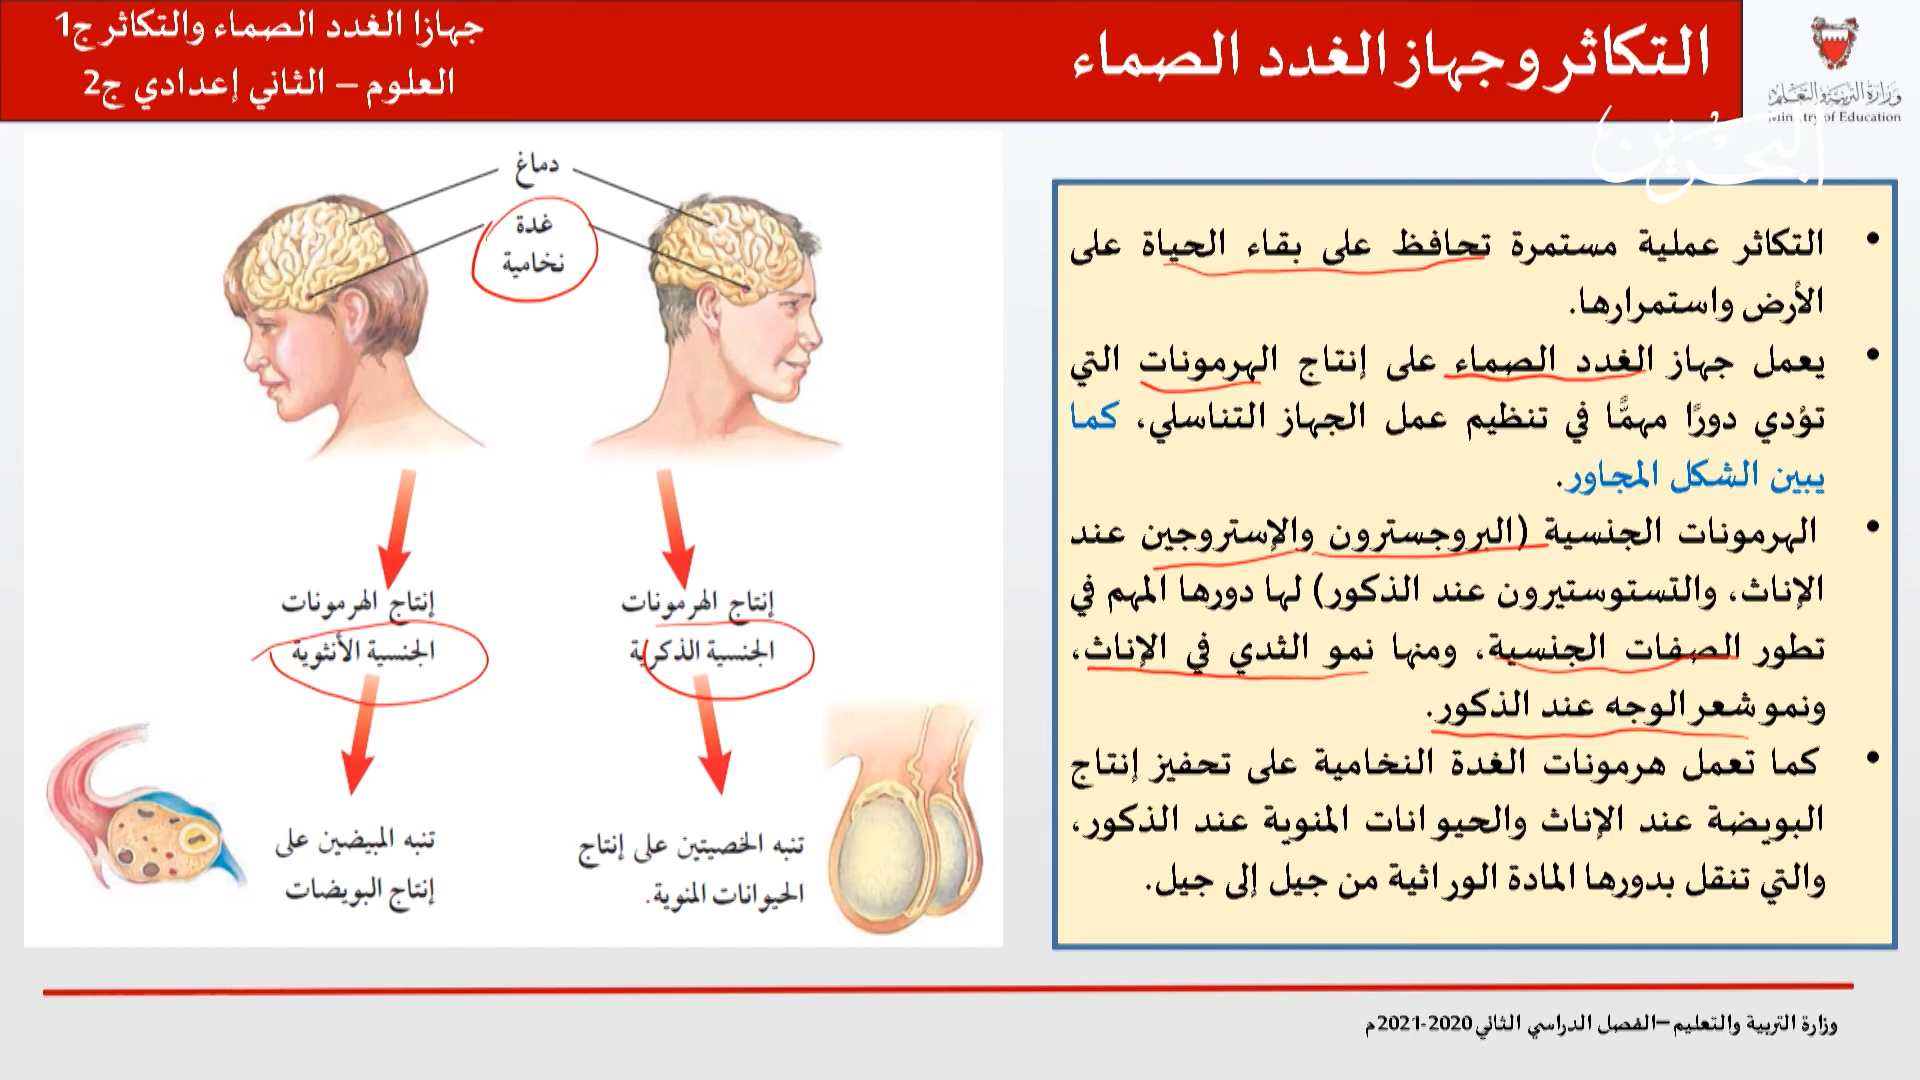 التكاثر وجهاز الغدد الصماء
جهازا الغدد الصماء والتكاثر ج1
العلوم – الثاني إعدادي ج2
وزارة التربية والتعليم
Ministry of Education
البحرين
• التكاثر عملية مستمرة تحافظ على بقاء الحياة على
الأرض واستمرارها.
• يعمل جهاز الغدد الصماء على إنتاج الهرمونات التي
تؤدي دورًا مهمًّا في تنظيم عمل الجهاز التناسلي، كما
يبين الشكل المجاور.
• الهرمونات الجنسية (البروجسترون والإستروجين عند
الإناث، والتستوستيرون عند الذكور) لها دورها المهم في
تطور الصفات الجنسية، ومنها نمو الثدي في الإناث،
ونمو شعر الوجه عند الذكور.
• كما تعمل هرمونات الغدة النخامية على تحفيز إنتاج
البويضة عند الإناث والحيوانات المنوية عند الذكور،
والتي تنقل بدورها المادة الوراثية من جيل إلى جيل.
دماغ
غدة
نخامية
إنتاج الهرمونات
الجنسية الذكرية
إنتاج الهرمونات
الجنسية الأنثوية
تنبه الخصيتين على إنتاج
الحيوانات المنوية.
تنبه المبيضين على
إنتاج البويضات
وزارة التربية والتعليم –الفصل الدراسي الثاني 2020-2021م